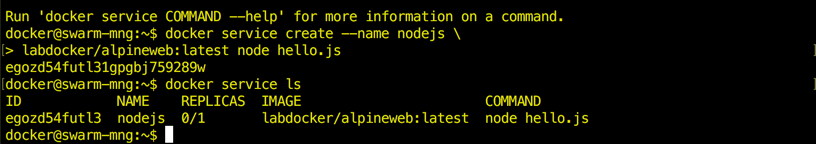 Run 'docker service COMMAND --help' for more information on a command.
docker@swarm-mng:~$ docker service create --name nodejs \
> labdocker/alpineweb:latest node hello.js
egozd54futl31gpgbj759289w
docker@swarm-mng:~$ docker service ls
ID NAME REPLICAS IMAGE COMMAND
egozd54futl3 nodejs 0/1 labdocker/alpineweb:latest node hello.js
docker@swarm-mng:~$